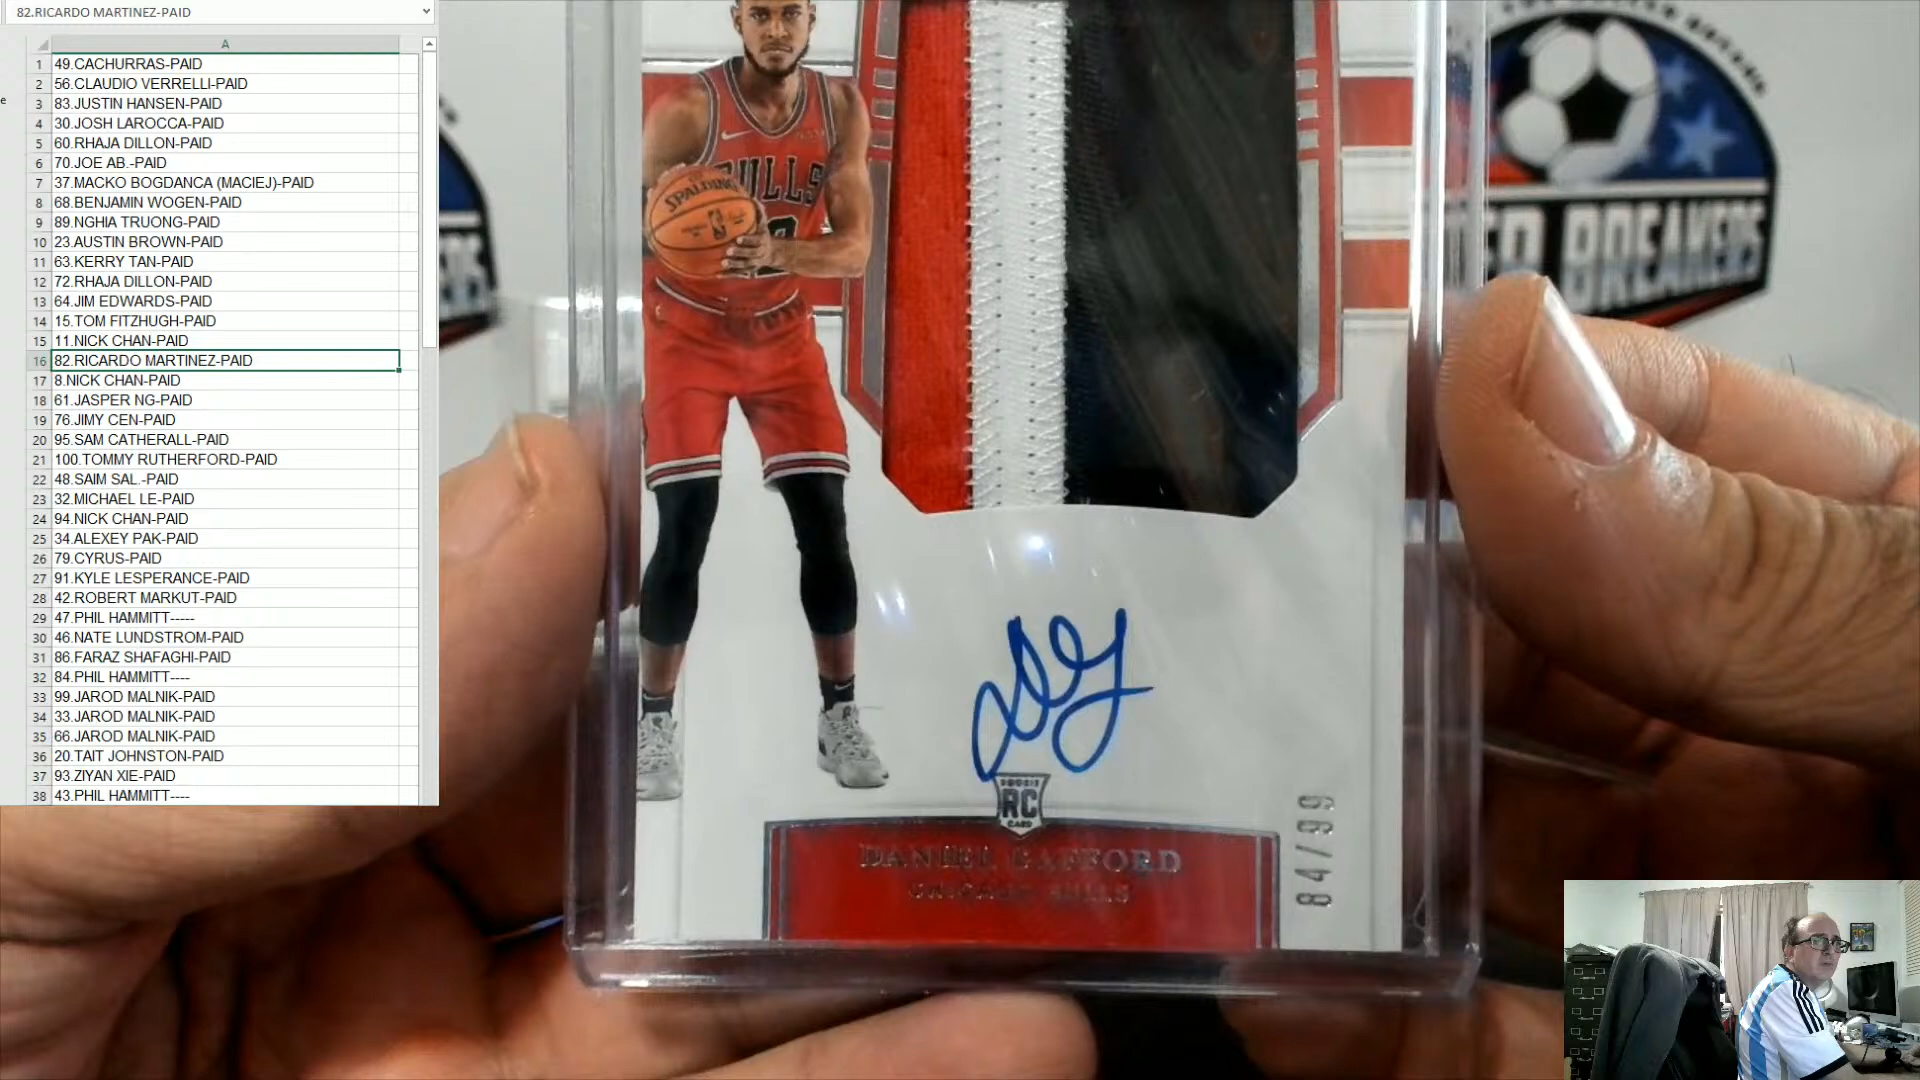 82.RICARDO MARTINEZ-PAID
A
1 49.CACHURRAS-PAID
2 56.CLAUDIO VERRELLI-PAID
3 83.JUSTIN HANSEN-PAID
4 30.JOSH LAROCCA-PAID
5 60.RHAJA DILLON-PAID
6 70.JOE AB.-PAID
7 37.MACKO BOGDANCA (MACIEJ)-PAID
8 68.BENJAMIN WOGEN-PAID
9 89.NGHIA TRUONG-PAID
10 23.AUSTIN BROWN-PAID
11 63.KERRY TAN-PAID
12 72.RHAJA DILLON-PAID
13 64.JIM EDWARDS-PAID
14 15.TOM FITZHUGH-PAID
15 11.NICK CHAN-PAID
16 82.RICARDO MARTINEZ-PAID
17 8.NICK CHAN-PAID
18 61.JASPER NG-PAID
19 76.JIMY CEN-PAID
20 95.SAM CATHERALL-PAID
21 100.TOMMY RUTHERFORD-PAID
22 48.SAIM SAL.-PAID
23 32.MICHAEL LE-PAID
24 94.NICK CHAN-PAID
25 34.ALEXEY PAK-PAID
26 79.CYRUS-PAID
27 91.KYLE LESPERANCE-PAID
28 42.ROBERT MARKUT-PAID
29 47.PHIL HAMMITT-----
30 46.NATE LUNDSTROM-PAID
31 86.FARAZ SHAFAGHI-PAID
32 84.PHIL HAMMITT----
33 99.JAROD MALNIK-PAID
34 33.JAROD MALNIK-PAID
35 66.JAROD MALNIK-PAID
36 20.TAIT JOHNSTON-PAID
37 93.ZIYAN XIE-PAID
38 43.PHIL HAMMITT----
SPALDING
BULLS
BREAKERS
ROOKIE
RC
CARD
DANIEL GAFFORD
CHICAGO BULLS
84/99